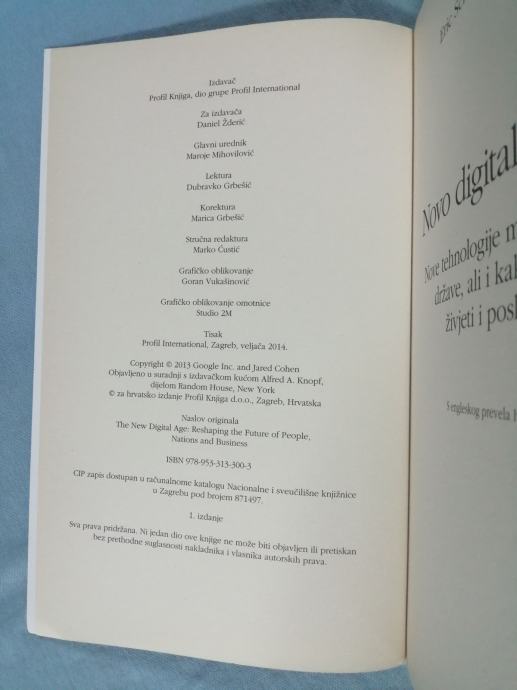 Izdavač
Profil Knjiga, dio grupe Profil International
Za izdavača
Daniel Žderić
Glavni urednik
Maroje Mihovilović
Lektura
Dubravko Grbešić
Korektura
Marica Grbešić
Stručna redaktura
Marko Ćustić
Grafičko oblikovanje
Goran Vukašinović
Grafičko oblikovanje omotnice
Studio 2M
Tisak
Profil International, Zagreb, veljača 2014.
Copyright © 2013 Google Inc. and Jared Cohen
Objavljeno u suradnji s izdavačkom kućom Alfred A. Knopf,
dijelom Random House, New York
© za hrvatsko izdanje Profil Knjiga d.o.o., Zagreb, Hrvatska
Naslov originala
The New Digital Age: Reshaping the Future of People,
Nations and Business
ISBN 978-953-313-300-3
CIP zapis dostupan u računalnome katalogu Nacionalne i sveučilišne knjižnice
u Zagrebu pod brojem 871497.
1. izdanje
Sva prava pridržana. Ni jedan dio ove knjige ne može biti objavljen ili pretiskan
bez prethodne suglasnosti nakladnika i vlasnika autorskih prava.
Novo digital
Nove tehnologije
države, ali i
živjeti i
S engleskog prevela